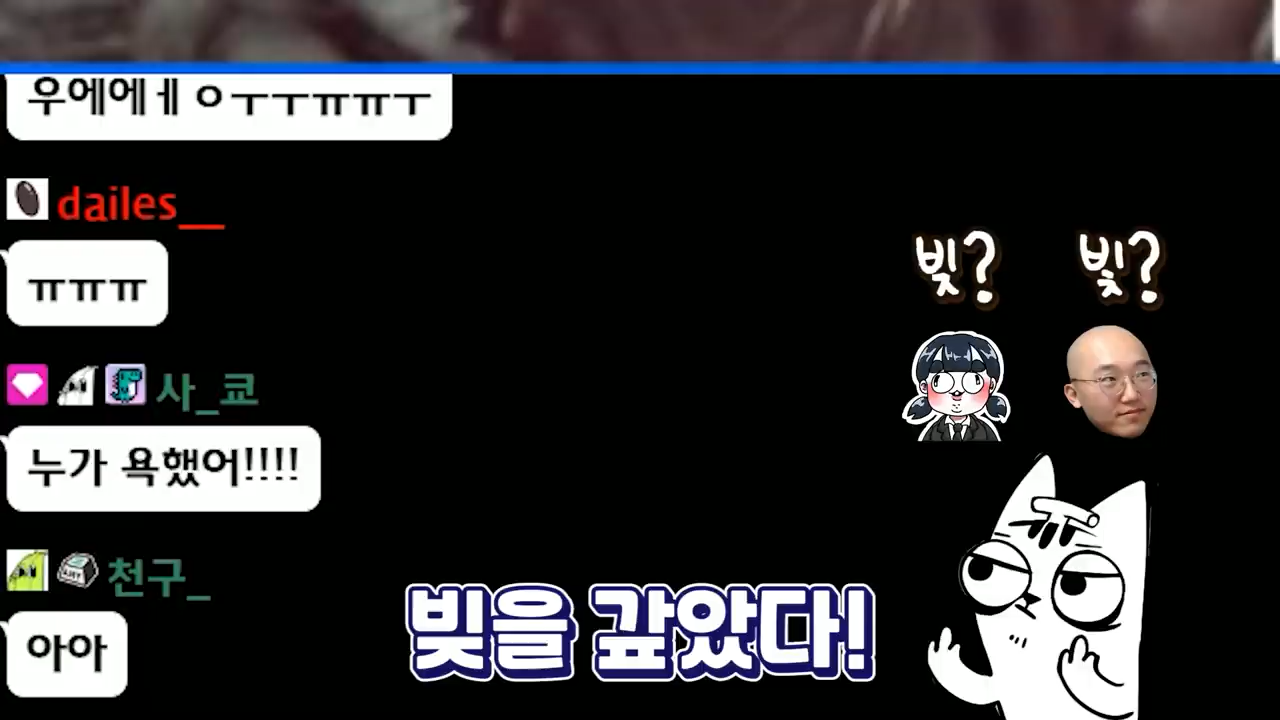 우에에ㅔㅇㅜㅜㅠㅠㅜ
dailes__
ㅠㅠㅠ
빚?
빛?
사_쿄
누가 욕했어!!!!
천구_
아아
빚을 갚았다!